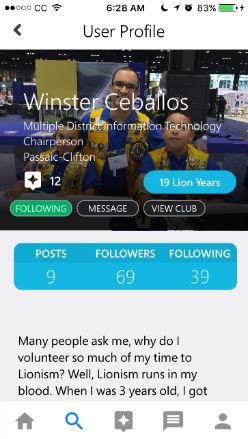 CC 6:28 AM 83%
User Profile
Winster Ceballos
Multiple District Information Technology
Chairperson
Passaic-Clifton
12 19 Lion Years
FOLLOWING MESSAGE VIEW CLUB
POSTS FOLLOWERS FOLLOWING
9 69 39
Many people ask me, why do I
volunteer so much of my time to
Lionism? Well, Lionism runs in my
blood. When I was 3 years old, I got